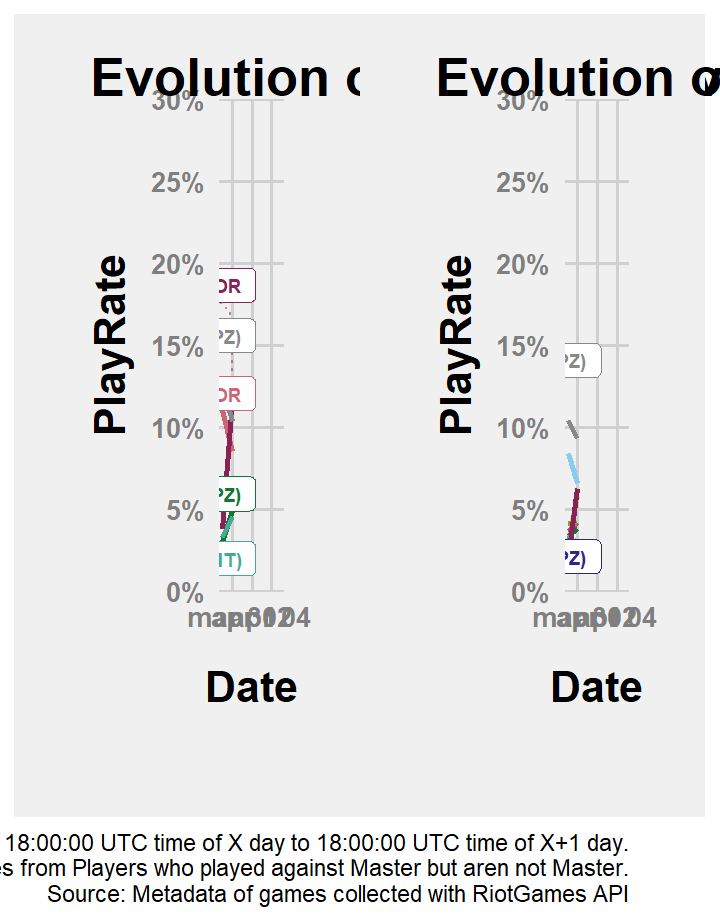 Evolution
Evolution
30%
25%
20%
15%
10%
5%
0%
PlayRate
OR
PZ)
OR
PZ)
IT)
Date
30%
25%
20%
15%
10%
5%
0%
PlayRate
PZ)
PZ)
Date
18:00:00 UTC time of X day to 18:00:00 UTC time of X+1 day.
from Players who played against Master but aren not Master.
Source: Metadata of games collected with RiotGames API